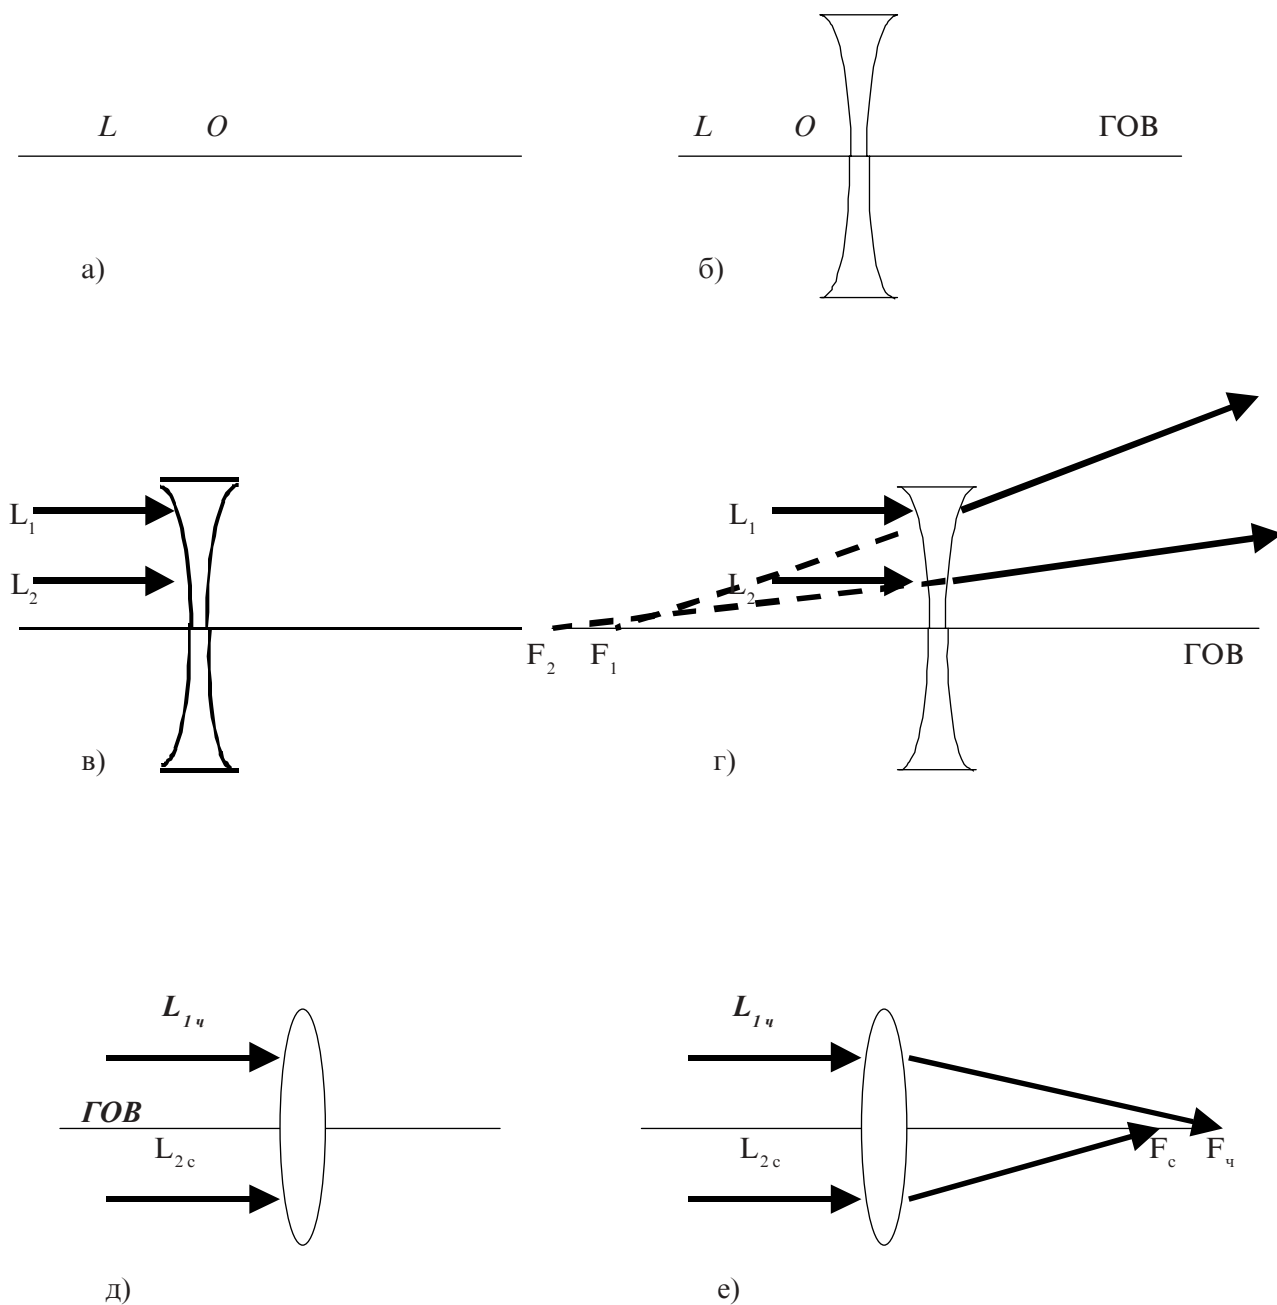 L O
L O ГОВ
а)
б)
L₁
L₂
в)
L₁
L₂
F₂ F₁
ГОВ
г)
L₁ч
ГОВ
L₂с
д)
L₁ч
L₂с
Fс Fч
е)